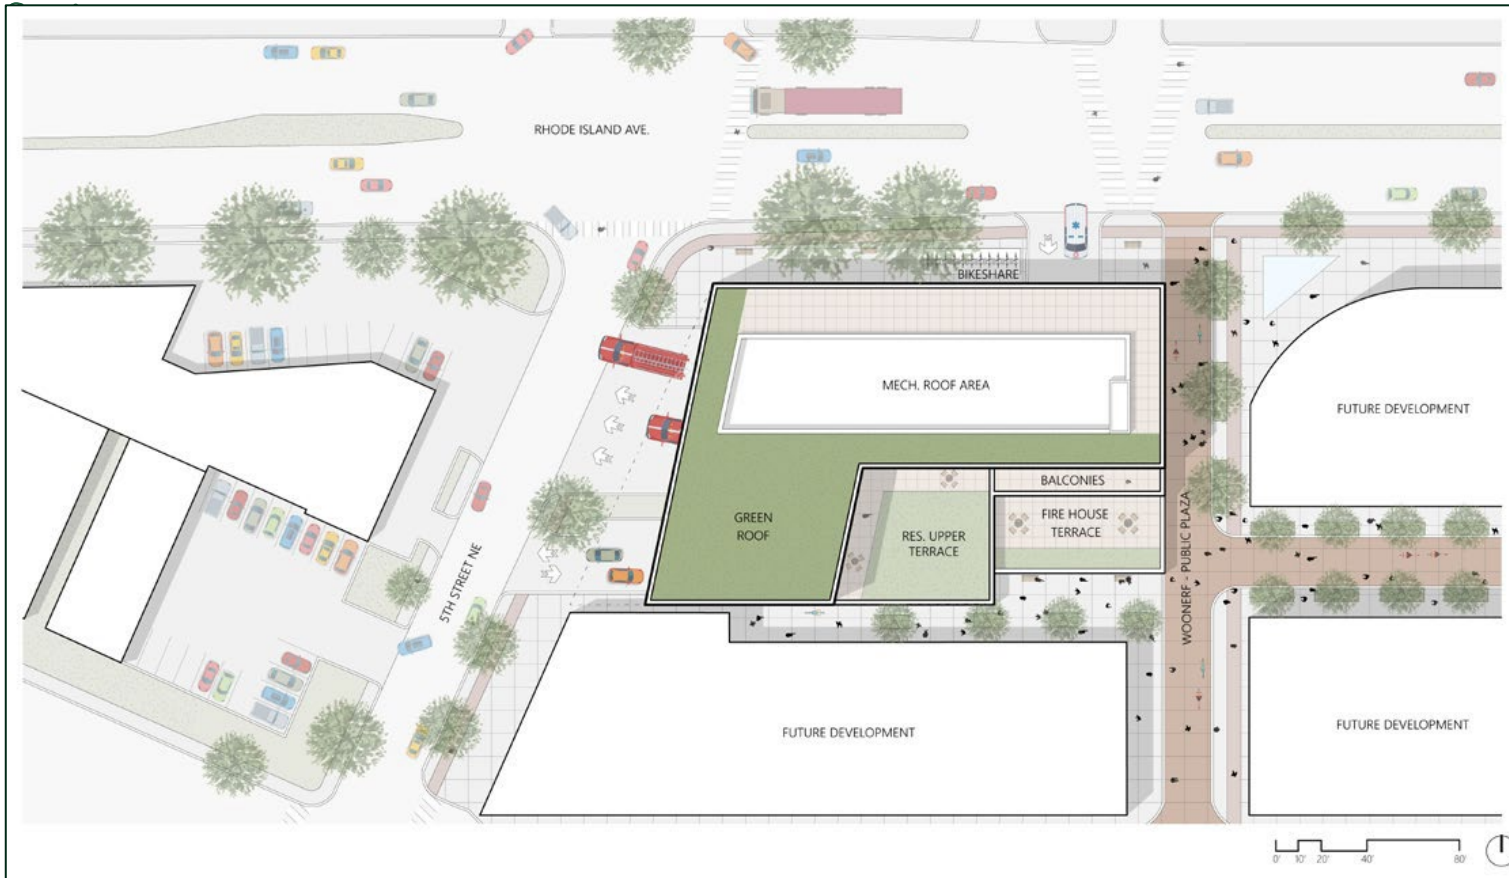 RHODE ISLAND AVE.
BIKESHARE
MECH. ROOF AREA
FUTURE DEVELOPMENT
BALCONIES
GREEN
ROOF
RES. UPPER
TERRACE
FIRE HOUSE
TERRACE
5TH STREET NE
WOONERF - PUBLIC PLAZA
FUTURE DEVELOPMENT
FUTURE DEVELOPMENT
0' 10' 20' 40' 80'